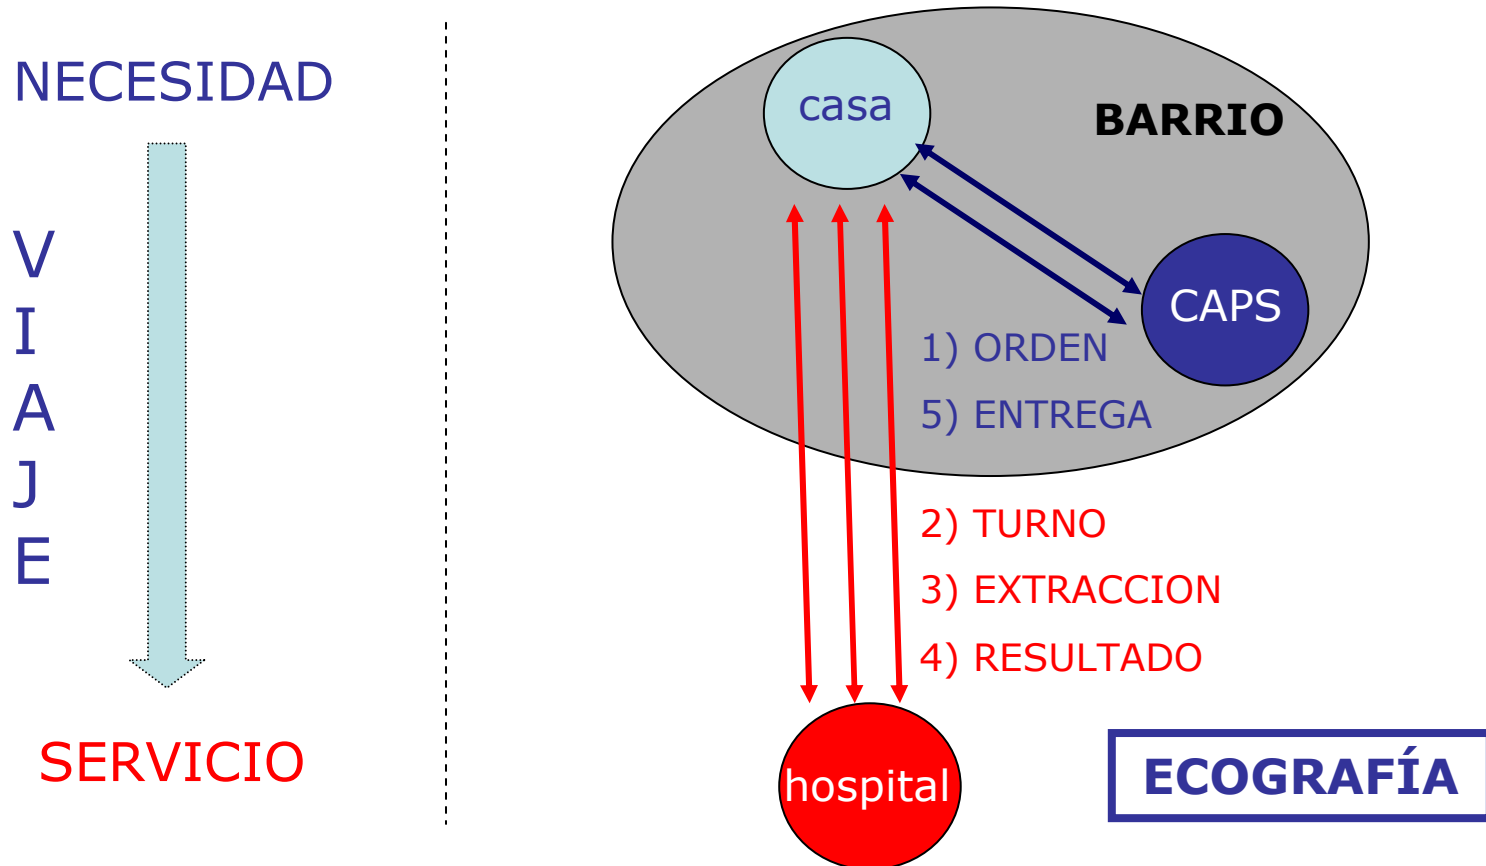 NECESIDAD
V
I
A
J
E
SERVICIO
casa
BARRIO
CAPS
1) ORDEN
5) ENTREGA
2) TURNO
3) EXTRACCION
4) RESULTADO
hospital
ECOGRAFÍA